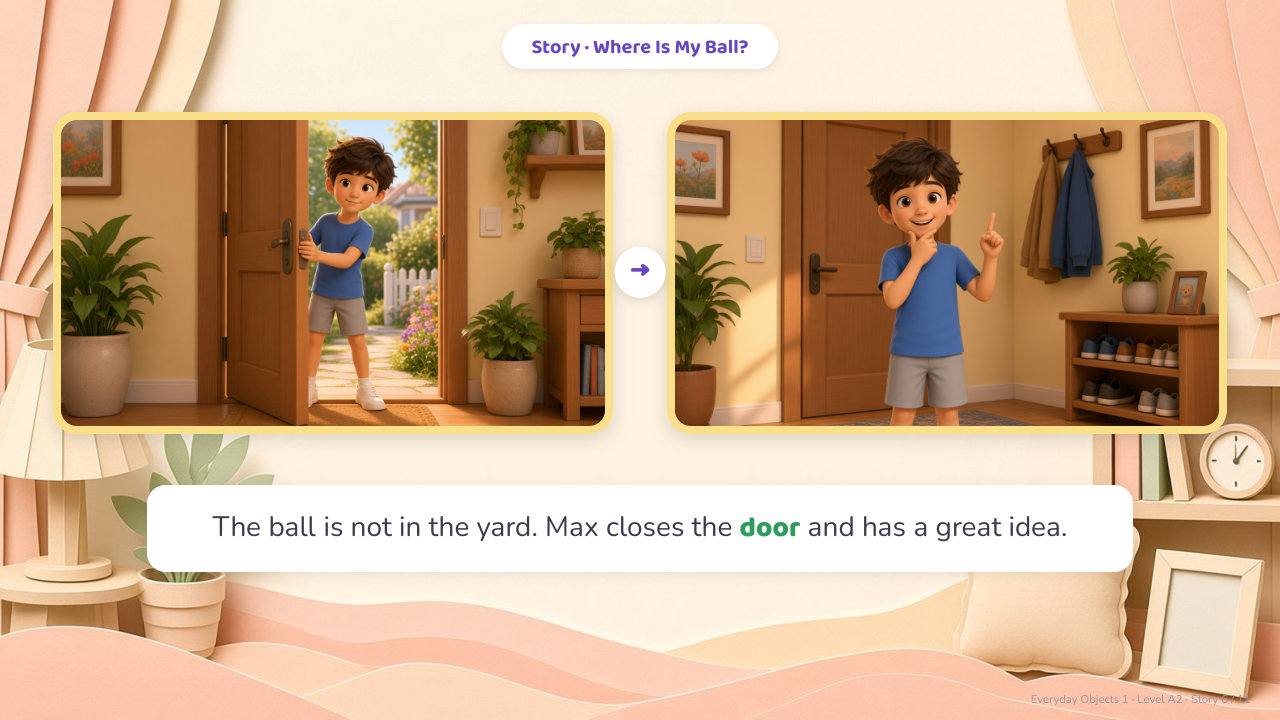 Story · Where Is My Ball?
The ball is not in the yard. Max closes the door and has a great idea.
Everyday Objects 1 · Level A2 · Story